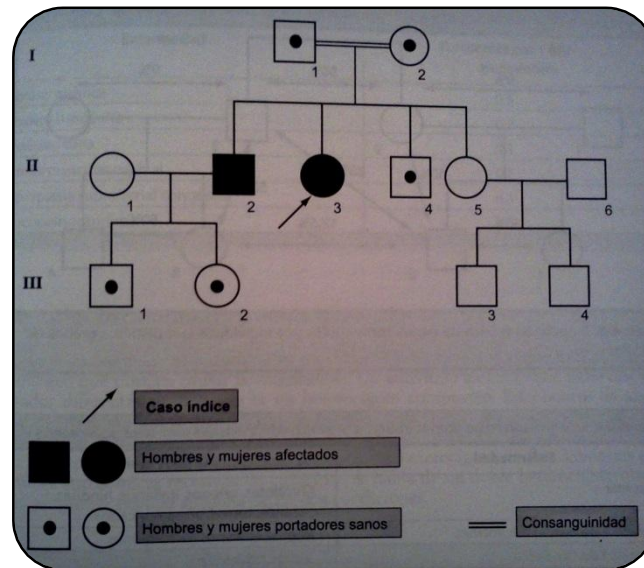 I
1 2
II
1 2 3 4 5 6
III
1 2 3 4
Caso índice
Hombres y mujeres afectados
Hombres y mujeres portadores sanos
Consanguinidad